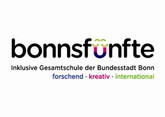 bonnsfünfte
Inklusive Gesamtschule der Bundesstadt Bonn
forschend · kreativ · international